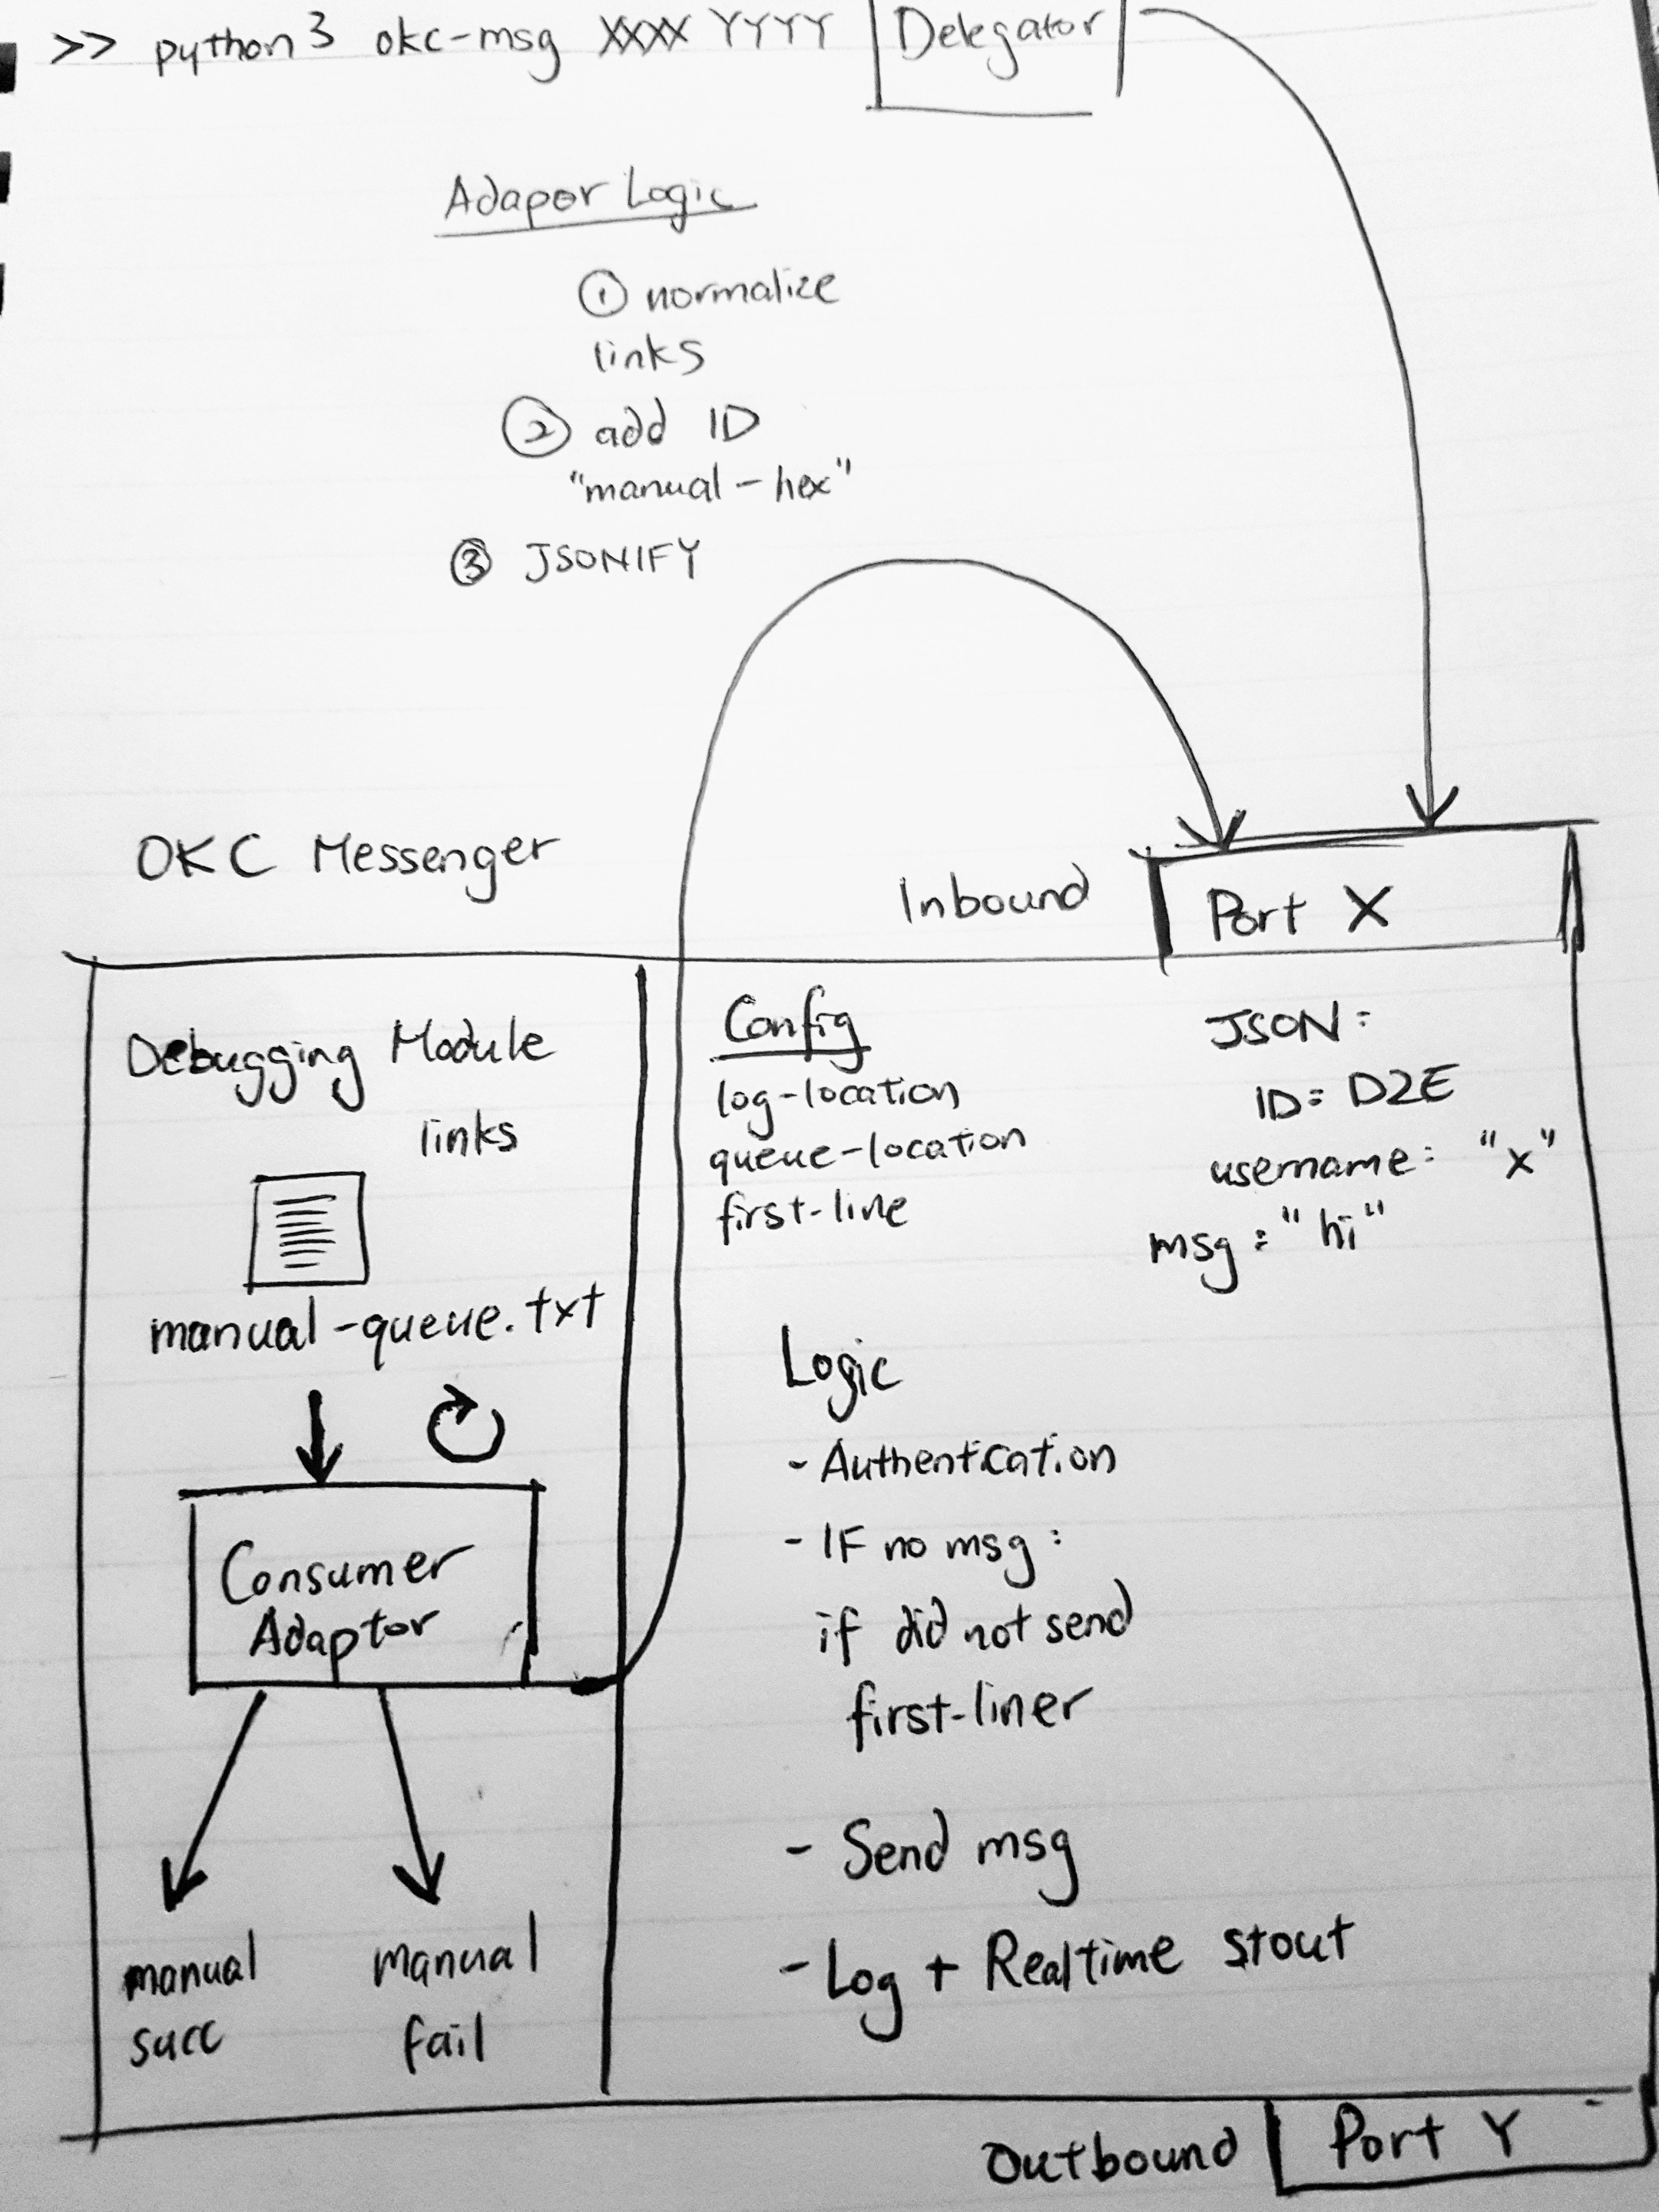 >> python3 okc-msg XXXX YYYY
Delegator
Adapor Logic
① normalize
links
② add ID
"manual-hex"
③ JSONIFY
OKC Messenger
Inbound
Port X
Debugging Module
links
manual-queue.txt
Consumer
Adaptor
manual
succ
manual
fail
Config
log-location
queue-location
first-line
JSON:
ID: D2E
username: "x"
msg: "hi"
Logic
- Authentication
- IF no msg:
if did not send
first-liner
- Send msg
- Log + Realtime stout
Outbound
Port Y